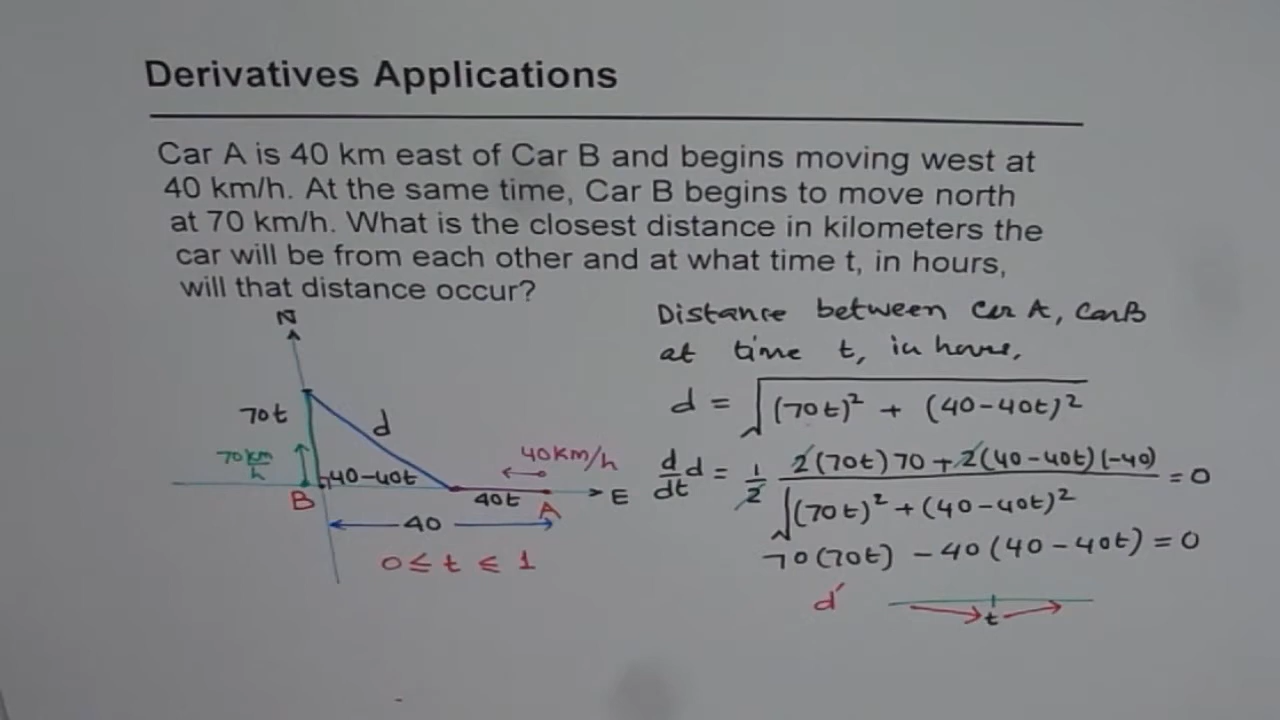 Derivatives Applications
Car A is 40 km east of Car B and begins moving west at
40 km/h. At the same time, Car B begins to move north
at 70 km/h. What is the closest distance in kilometers the
car will be from each other and at what time t, in hours,
will that distance occur?
N
70t
d
70 km/h
40-40t
40km/h
B
40t
A
E
40
0 ≤ t ≤ 1
Distance between Car A, Car B
at time t, in hours,
d = √((70t)² + (40-40t)²)
d/dt d = 1/2 (2(70t)70 + 2(40-40t)(-40))/√((70t)² + (40-40t)²) = 0
70(70t) - 40(40-40t) = 0
d'
t